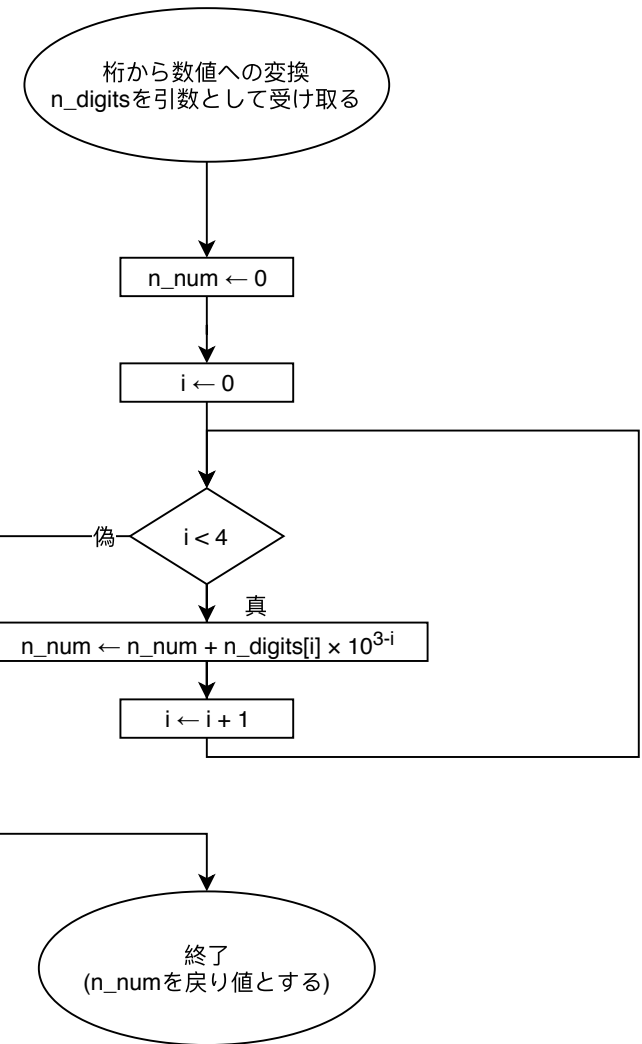 桁から数値への変換
n_digitsを引数として受け取る
n_num ← 0
i ← 0
i < 4
偽
真
n_num ← n_num + n_digits[i] × 10³⁻ⁱ
i ← i + 1
終了
(n_numを戻り値とする)